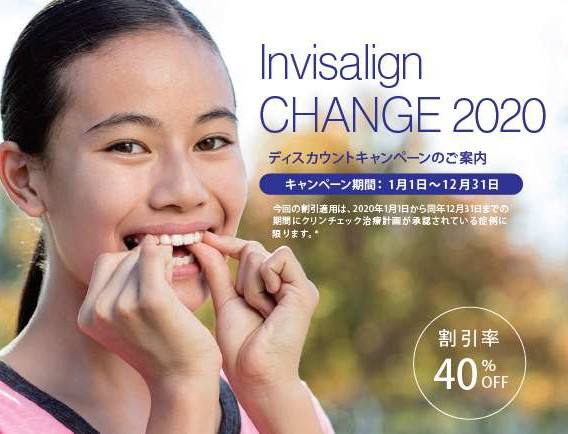 Invisalign
CHANGE 2020
ディスカウントキャンペーンのご案内
キャンペーン期間：1月1日～12月31日
今回の割引適用は、2020年1月1日から同年12月31日までの
期間にクリンチェック治療計画が承認されている症例に
限ります。*
割引率
40%
OFF